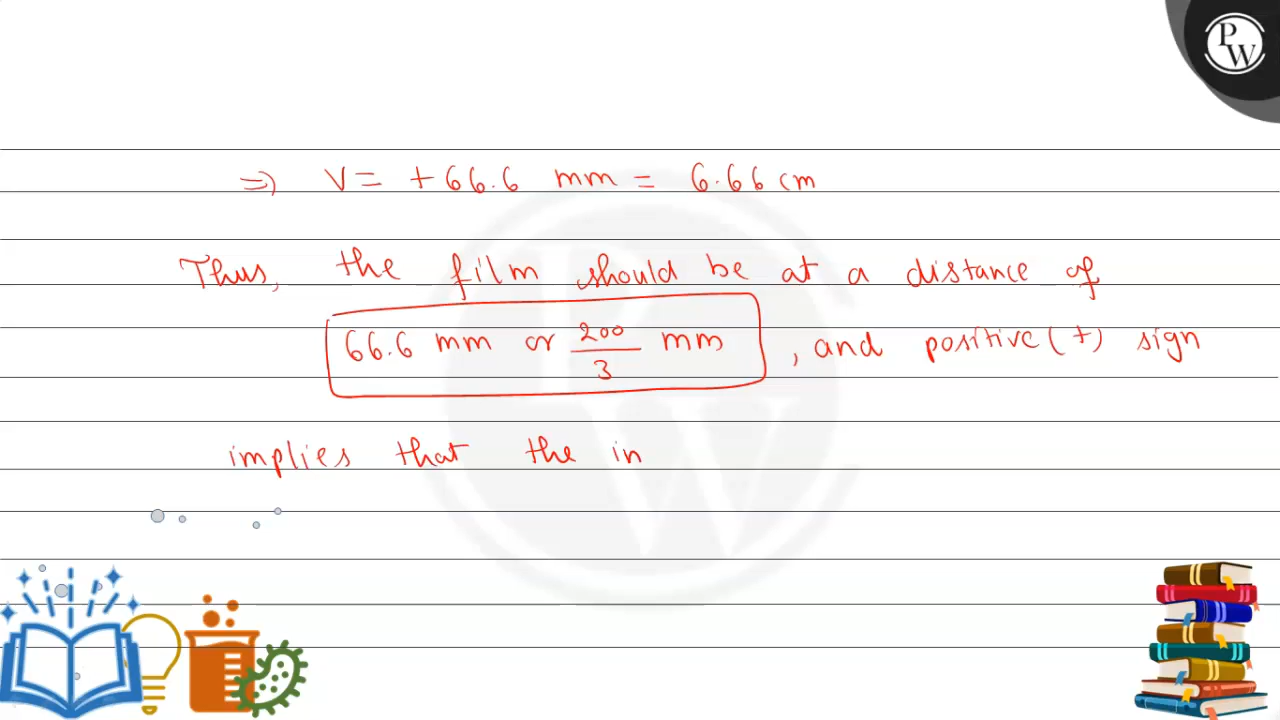 P
W
⇒ V = +66.6 mm = 6.66 cm
Thus, the film should be at a distance of
66.6 mm or 200/3 mm, and positive (+) sign
implies that the in